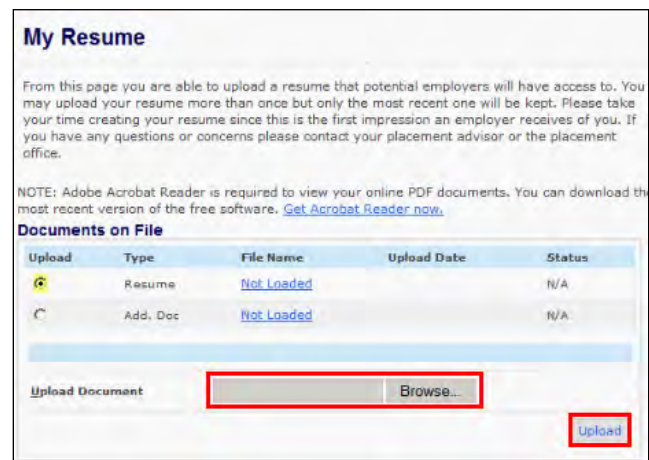 My Resume
From this page you are able to upload a resume that potential employers will have access to. You
may upload your resume more than once but only the most recent one will be kept. Please take
your time creating your resume since this is the first impression an employer receives of you. If
you have any questions or concerns please contact your placement advisor or the placement
office.
NOTE: Adobe Acrobat Reader is required to view your online PDF documents. You can download the
most recent version of the free software. Get Acrobat Reader now.
Documents on File
Upload Type File Name Upload Date Status
Resume Not Loaded N/A
Add. Doc Not Loaded N/A
Upload Document Browse...
Upload